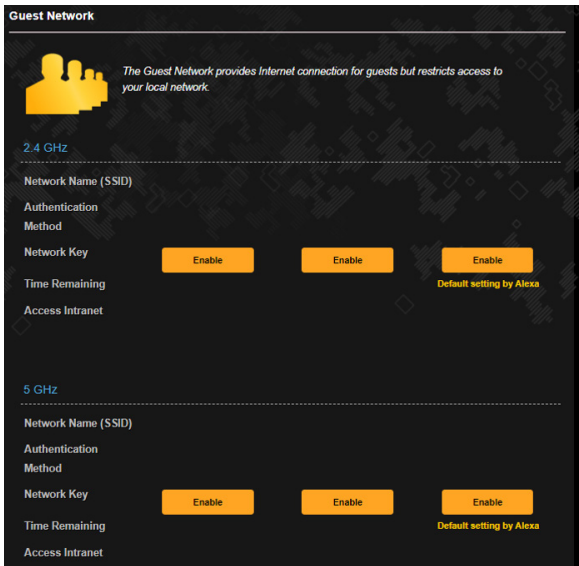 Guest Network
The Guest Network provides Internet connection for guests but restricts access to
your local network.
2.4 GHz
Network Name (SSID)
Authentication
Method
Network Key
Enable Enable Enable
Time Remaining
Default setting by Alexa
Access Intranet
5 GHz
Network Name (SSID)
Authentication
Method
Network Key
Enable Enable Enable
Time Remaining
Default setting by Alexa
Access Intranet